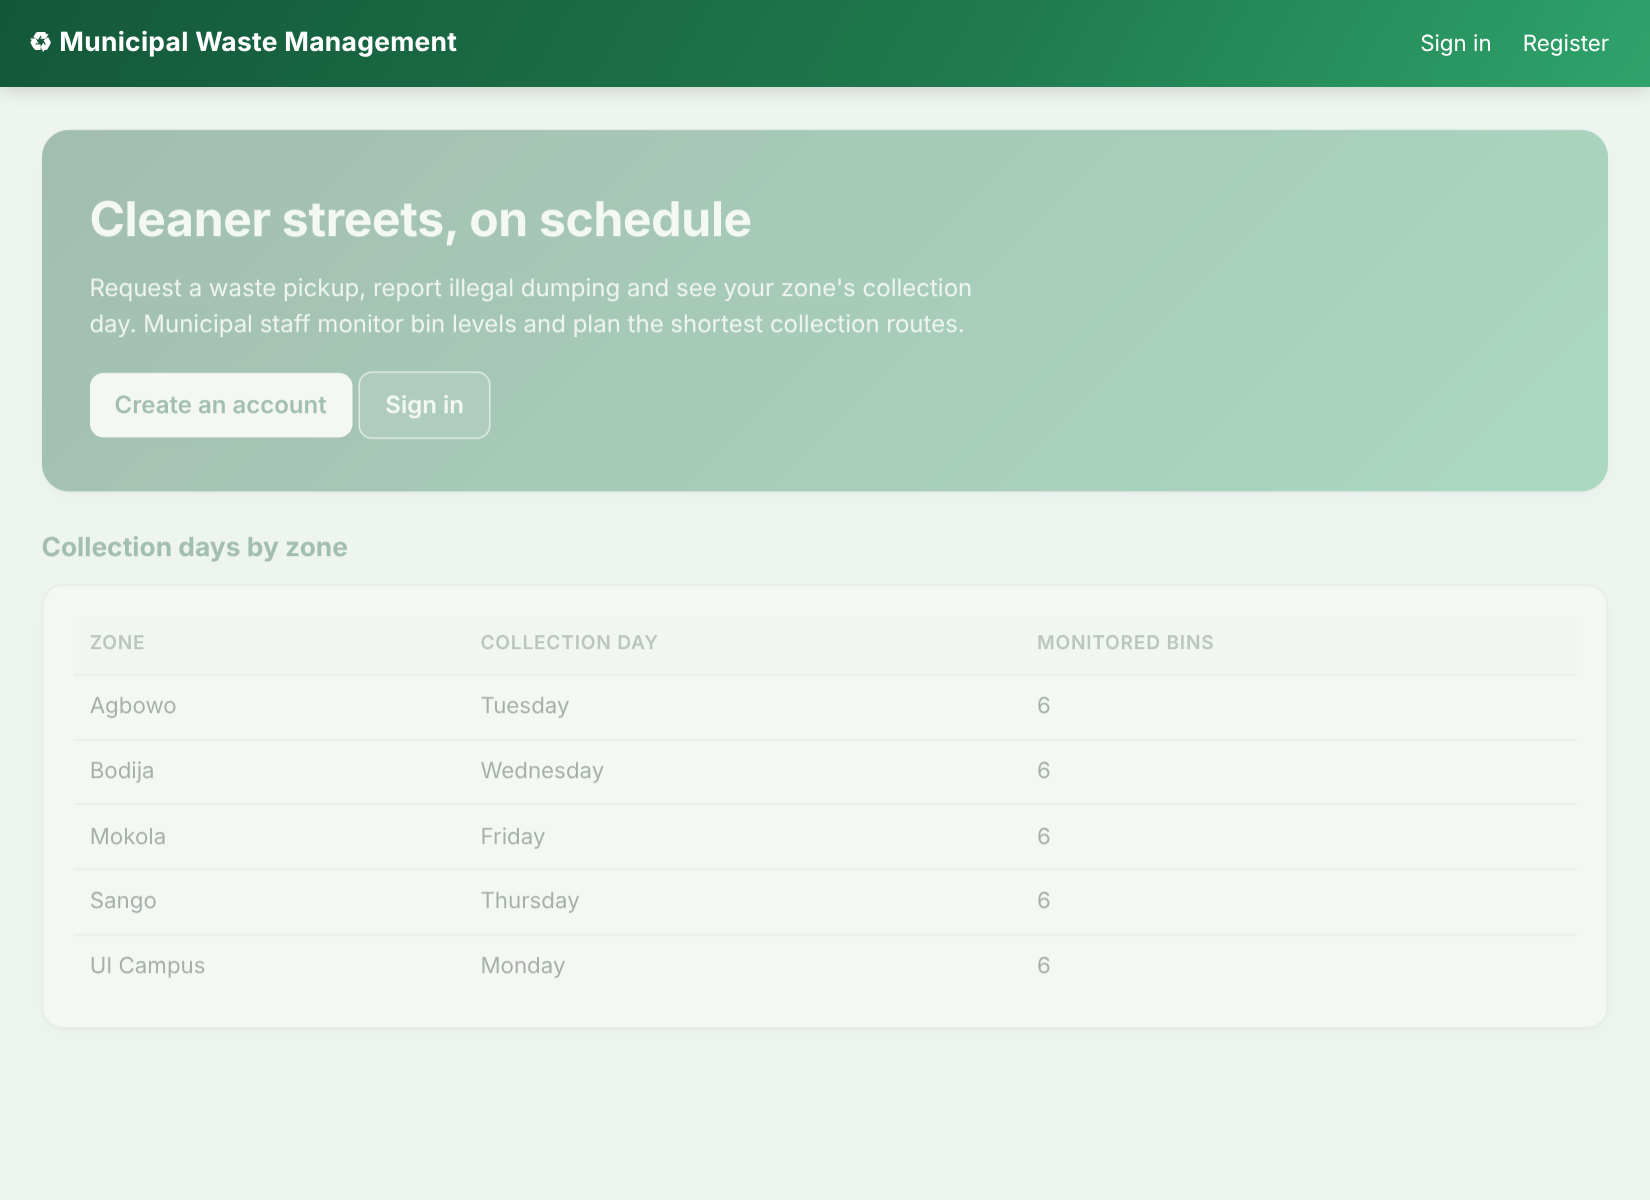 ♻ Municipal Waste Management
Sign in Register
Cleaner streets, on schedule
Request a waste pickup, report illegal dumping and see your zone's collection
day. Municipal staff monitor bin levels and plan the shortest collection routes.
Create an account Sign in
Collection days by zone
ZONE COLLECTION DAY MONITORED BINS
Agbowo Tuesday 6
Bodija Wednesday 6
Mokola Friday 6
Sango Thursday 6
UI Campus Monday 6